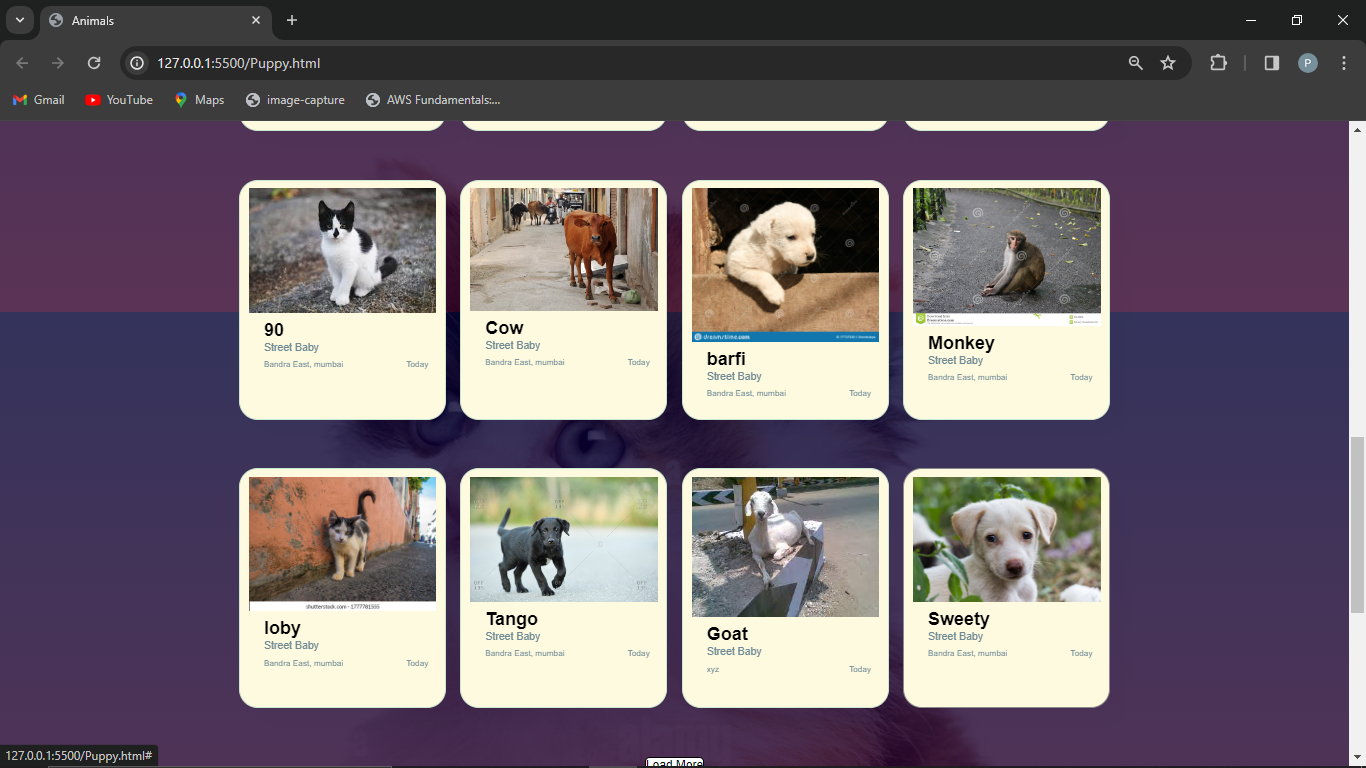 Animals
127.0.0.1:5500/Puppy.html
P
Gmail
YouTube
Maps
image-capture
AWS Fundamentals:...
90
Street Baby
Bandra East, mumbai Today
Cow
Street Baby
Bandra East, mumbai Today
dreamstime.com
barfi
Street Baby
Bandra East, mumbai Today
Monkey
Street Baby
Bandra East, mumbai Today
shutterstock.com · 1777781555
loby
Street Baby
Bandra East, mumbai Today
Tango
Street Baby
Bandra East, mumbai Today
Goat
Street Baby
xyz Today
Sweety
Street Baby
Bandra East, mumbai Today
alamy
127.0.0.1:5500/Puppy.html#
Load More